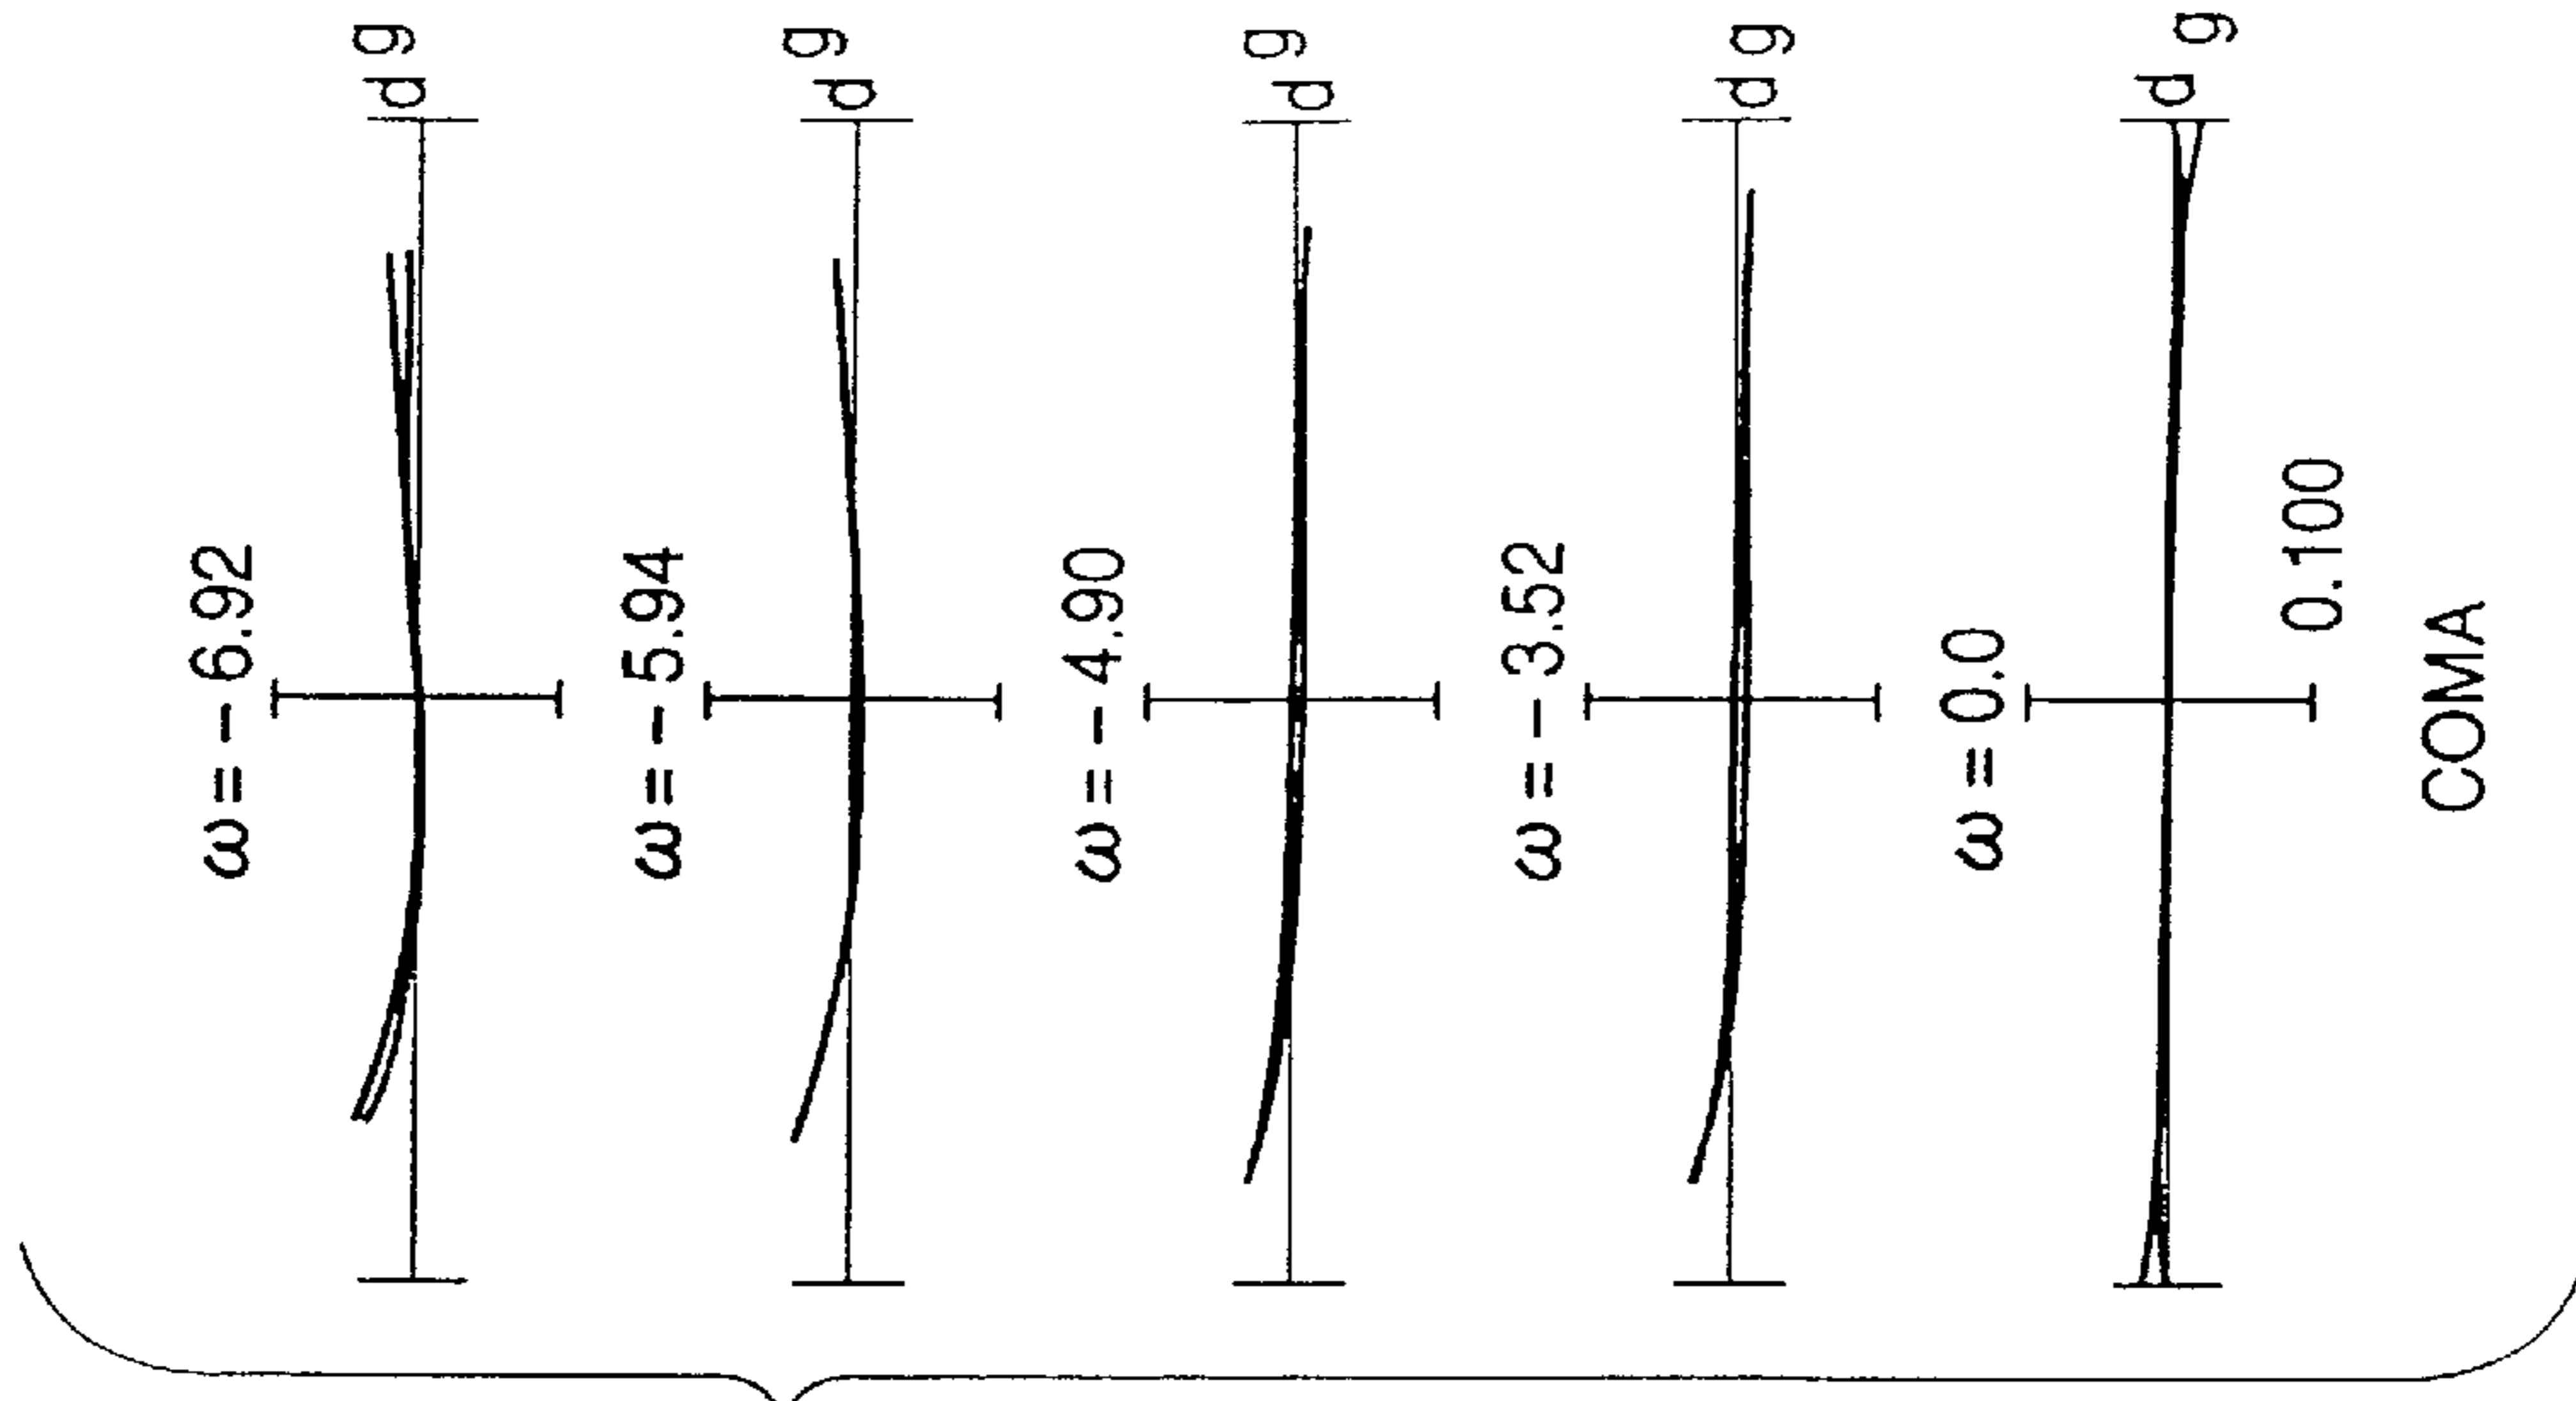 ω = − 6.92
d g
ω = − 5.94
d g
ω = − 4.90
d g
ω = − 3.52
d g
ω = 0.0
d g
0.100
COMA